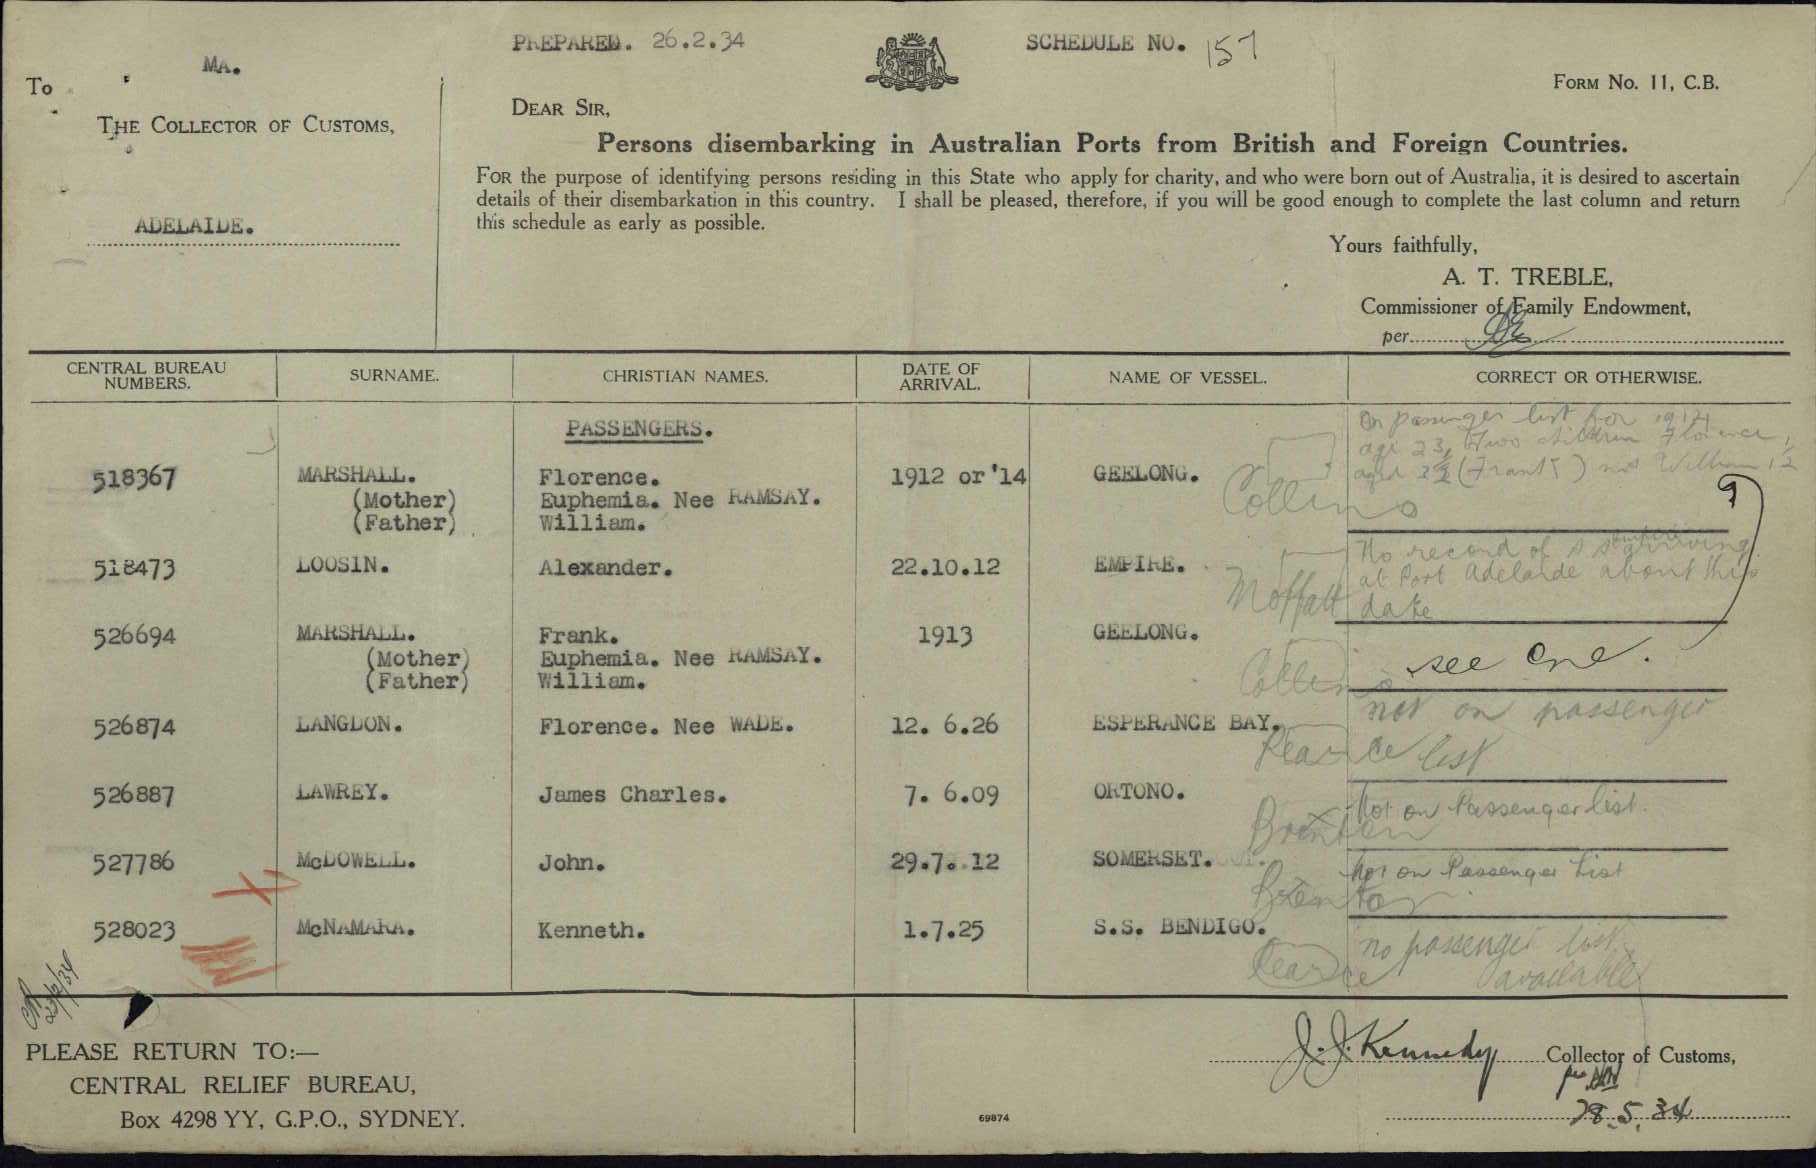 PREPARED. 26.2.34
SCHEDULE NO. 157
MA.
To
THE COLLECTOR OF CUSTOMS,
ADELAIDE.
FORM NO. 11, C.B.
DEAR SIR,
Persons disembarking in Australian Ports from British and Foreign Countries.
FOR the purpose of identifying persons residing in this State who apply for charity, and who were born out of Australia, it is desired to ascertain
details of their disembarkation in this country. I shall be pleased, therefore, if you will be good enough to complete the last column and return
this schedule as early as possible.
Yours faithfully,
A. T. TREBLE,
Commissioner of Family Endowment,
per
CENTRAL BUREAU NUMBERS. SURNAME. CHRISTIAN NAMES. DATE OF ARRIVAL. NAME OF VESSEL. CORRECT OR OTHERWISE.
PASSENGERS.
On passenger list for 1912
age 23, Two children Florence
aged 3½ (Frank ) not William 1½
518367 MARSHALL. Florence. 1912 or '14 GEELONG.
(Mother) Euphemia. Nee RAMSAY. Collins
(Father) William.
518473 LOOSIN. Alexander. 22.10.12 EMPIRE. No record of S S Empire arriving
at Port Adelaide about this
Moffatt date
526694 MARSHALL. Frank. 1913 GEELONG.
(Mother) Euphemia. Nee RAMSAY. see one.
(Father) William. Collins
526874 LANGDON. Florence. Nee WADE. 12. 6.26 ESPERANCE BAY. not on passenger
Pearce list
526887 LAWREY. James Charles. 7. 6.09 ORTONO. Not on Passenger list.
Brenton
527786 McDOWELL. John. 29.7. 12 SOMERSET. Not on Passenger List
Brenton
528023 McNAMARA. Kenneth. 1.7.25 S.S. BENDIGO. no passenger list
Pearce available
23/2/34
PLEASE RETURN TO:—
CENTRAL RELIEF BUREAU,
Box 4298 YY, G.P.O., SYDNEY.
69874
J. J. Kennedy Collector of Customs,
per
28.5.34